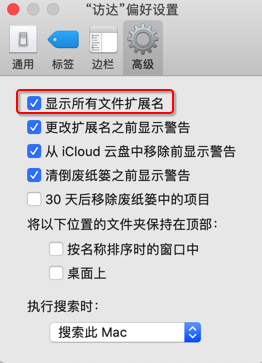 “访达”偏好设置
通用 标签 边栏 高级
显示所有文件扩展名
更改扩展名之前显示警告
从 iCloud 云盘中移除前显示警告
清倒废纸篓之前显示警告
30 天后移除废纸篓中的项目
将以下位置的文件夹保持在顶部：
按名称排序时的窗口中
桌面上
执行搜索时：
搜索此 Mac